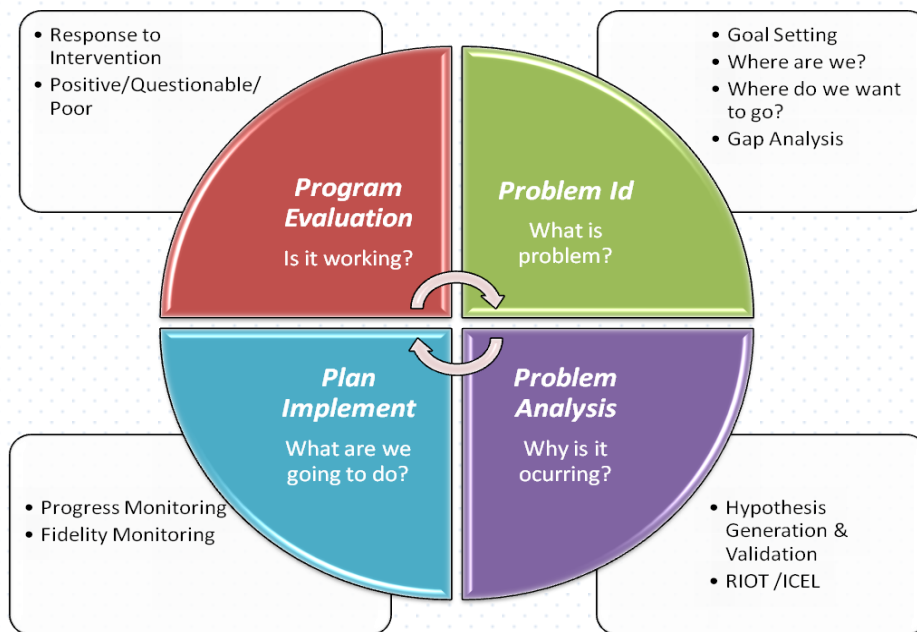 • Response to
Intervention
• Positive/Questionable/
Poor
• Goal Setting
• Where are we?
• Where do we want
to go?
• Gap Analysis
Program
Evaluation
Is it working?
Problem Id
What is
problem?
Plan
Implement
What are we
going to do?
Problem
Analysis
Why is it
ocurring?
• Progress Monitoring
• Fidelity Monitoring
• Hypothesis
Generation &
Validation
• RIOT /ICEL